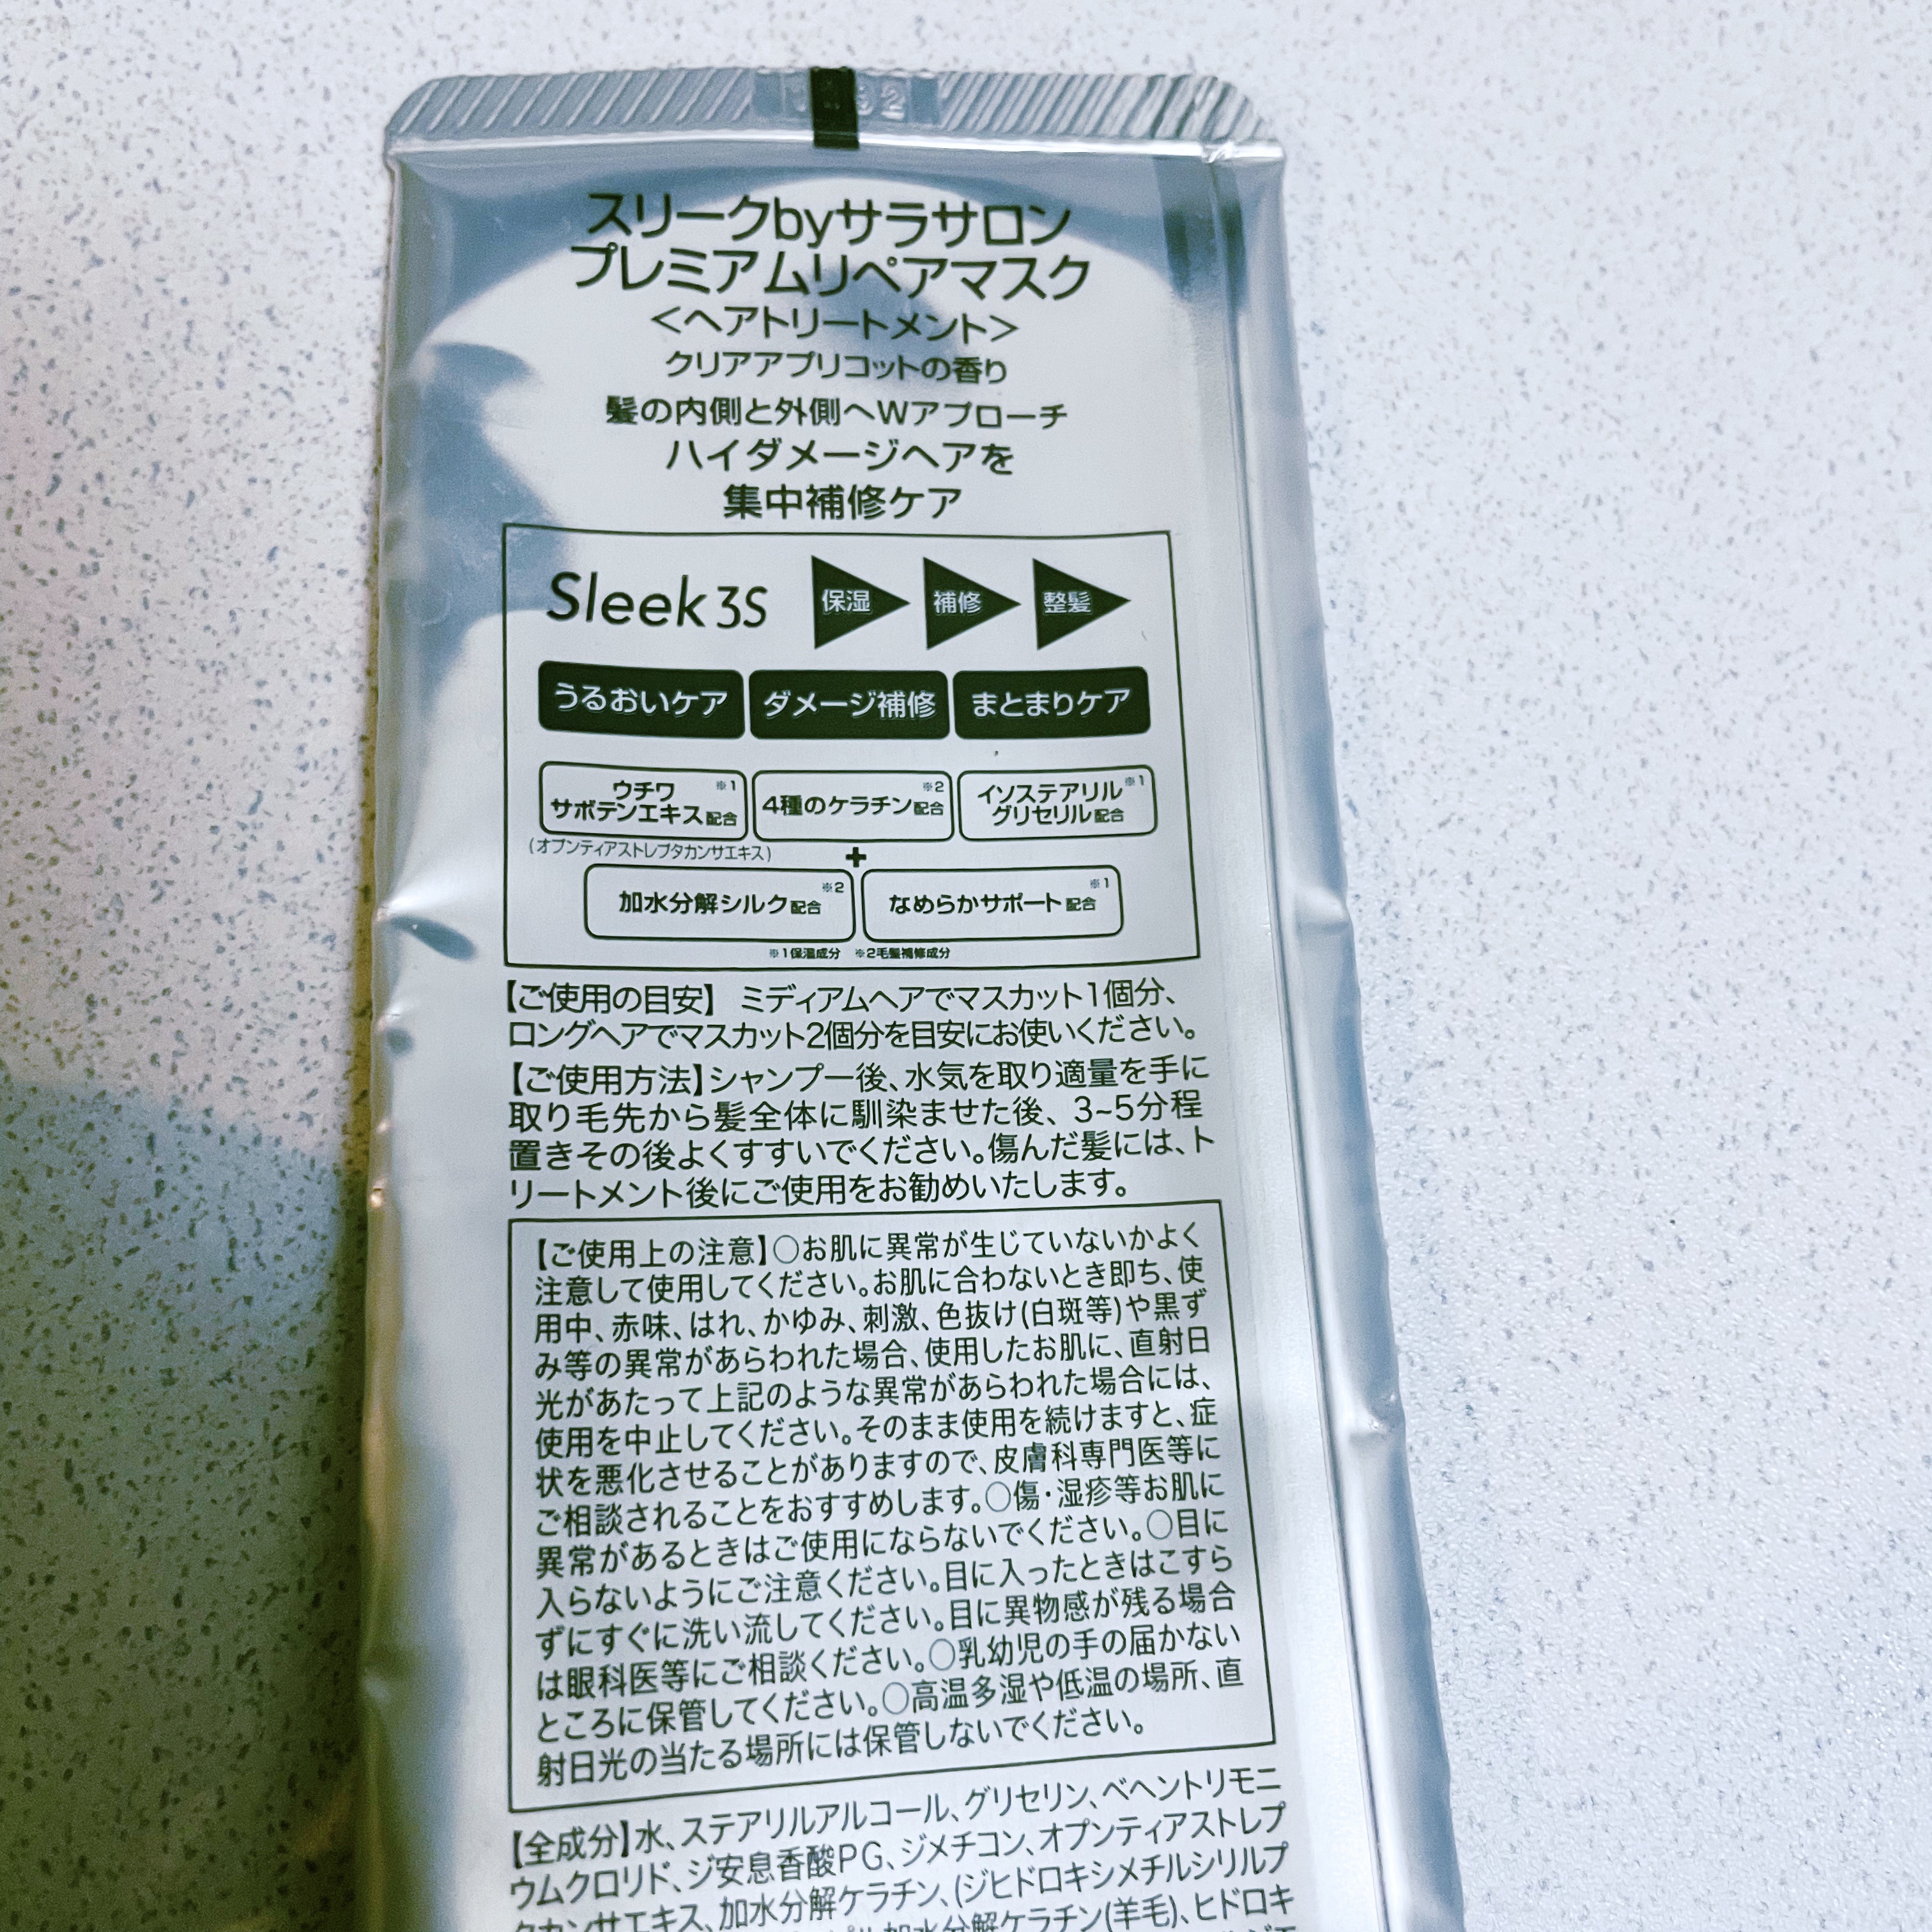 スリークbyサラサロン
プレミアムリペアマスク
<ヘアトリートメント>
クリアアプリコットの香り
髪の内側と外側へWアプローチ
ハイダメージヘアを
集中補修ケア
Sleek 3S 保湿 補修 整髪
うるおいケア ダメージ補修 まとまりケア
ウチワ ※1 4種のケラチン配合 ※2 イソステアリル ※1
サボテンエキス配合 グリセリル配合
(オプンティアストレプタカンサエキス)
+
加水分解シルク配合 ※2 なめらかサポート配合 ※1
※1保湿成分 ※2毛髪補修成分
【ご使用の目安】 ミディアムヘアでマスカット1個分、
ロングヘアでマスカット2個分を目安にお使いください。
【ご使用方法】シャンプー後、水気を取り適量を手に
取り毛先から髪全体に馴染ませた後、3~5分程
置きその後よくすすいでください。傷んだ髪には、ト
リートメント後にご使用をお勧めいたします。
【ご使用上の注意】○お肌に異常が生じていないかよく
注意して使用してください。お肌に合わないとき即ち、使
用中、赤味、はれ、かゆみ、刺激、色抜け(白斑等)や黒ず
み等の異常があらわれた場合、使用したお肌に、直射日
光があたって上記のような異常があらわれた場合には、
使用を中止してください。そのまま使用を続けますと、症
状を悪化させることがありますので、皮膚科専門医等に
ご相談されることをおすすめします。○傷・湿疹等お肌に
異常があるときはご使用にならないでください。○目に
入らないようにご注意ください。目に入ったときはこすら
ずにすぐに洗い流してください。目に異物感が残る場合
は眼科医等にご相談ください。○乳幼児の手の届かない
ところに保管してください。○高温多湿や低温の場所、直
射日光の当たる場所には保管しないでください。
【全成分】水、ステアリルアルコール、グリセリン、ベヘントリモニ
ウムクロリド、ジ安息香酸PG、ジメチコン、オプンティアストレプ
タカンサエキス、加水分解ケラチン、(ジヒドロキシメチルシリルプ
加水分解ケラチン(羊毛)、ヒドロキ